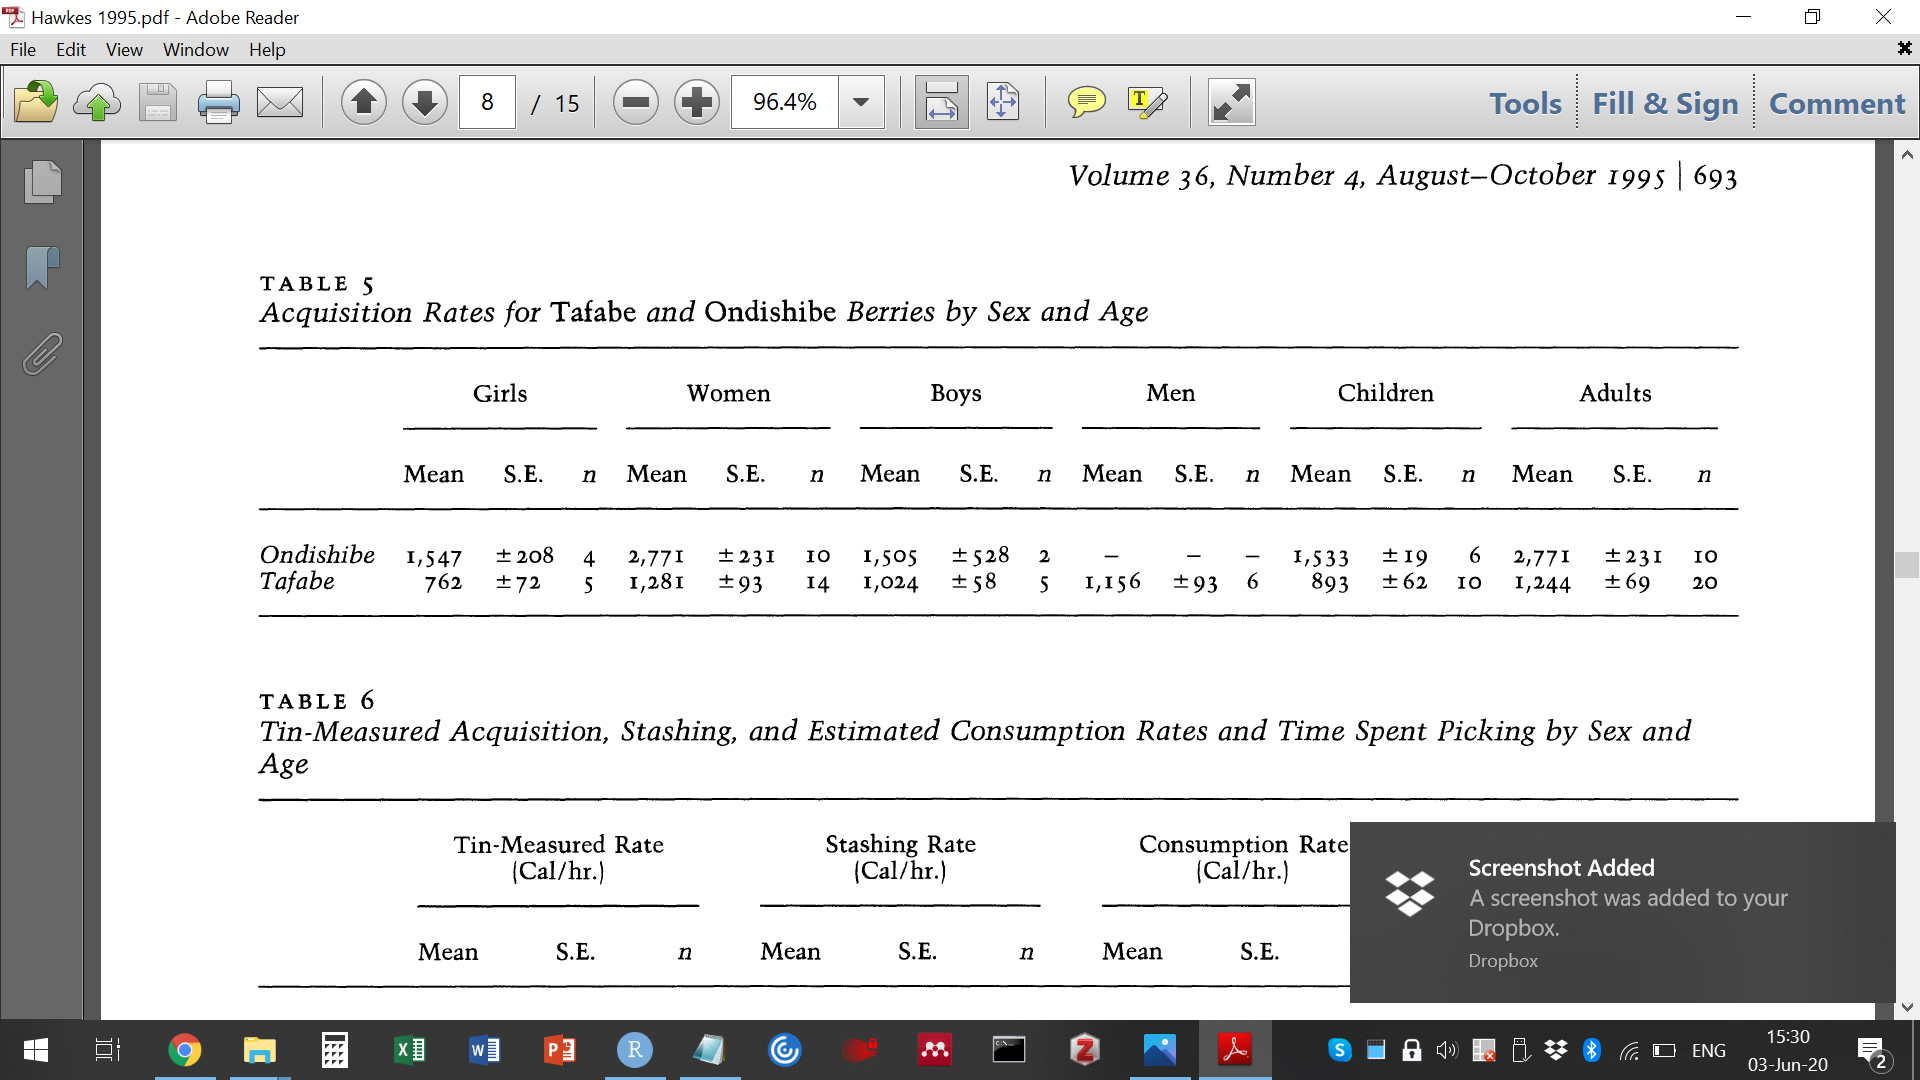 Hawkes 1995.pdf - Adobe Reader
File Edit View Window Help
8 / 15 96.4% Tools Fill & Sign Comment
Volume 36, Number 4, August–October 1995 | 693
TABLE 5
Acquisition Rates for Tafabe and Ondishibe Berries by Sex and Age
Girls Women Boys Men Children Adults
Mean S.E. n Mean S.E. n Mean S.E. n Mean S.E. n Mean S.E. n Mean S.E. n
Ondishibe 1,547 ±208 4 2,771 ±231 10 1,505 ±528 2 – – – 1,533 ±19 6 2,771 ±231 10
Tafabe 762 ±72 5 1,281 ±93 14 1,024 ±58 5 1,156 ±93 6 893 ±62 10 1,244 ±69 20
TABLE 6
Tin-Measured Acquisition, Stashing, and Estimated Consumption Rates and Time Spent Picking by Sex and
Age
Tin-Measured Rate Stashing Rate Consumption Rate
(Cal/hr.) (Cal/hr.) (Cal/hr.)
Mean S.E. n Mean S.E. n Mean S.E.
Screenshot Added
A screenshot was added to your
Dropbox.
Dropbox
ENG
15:30
03-Jun-20
2